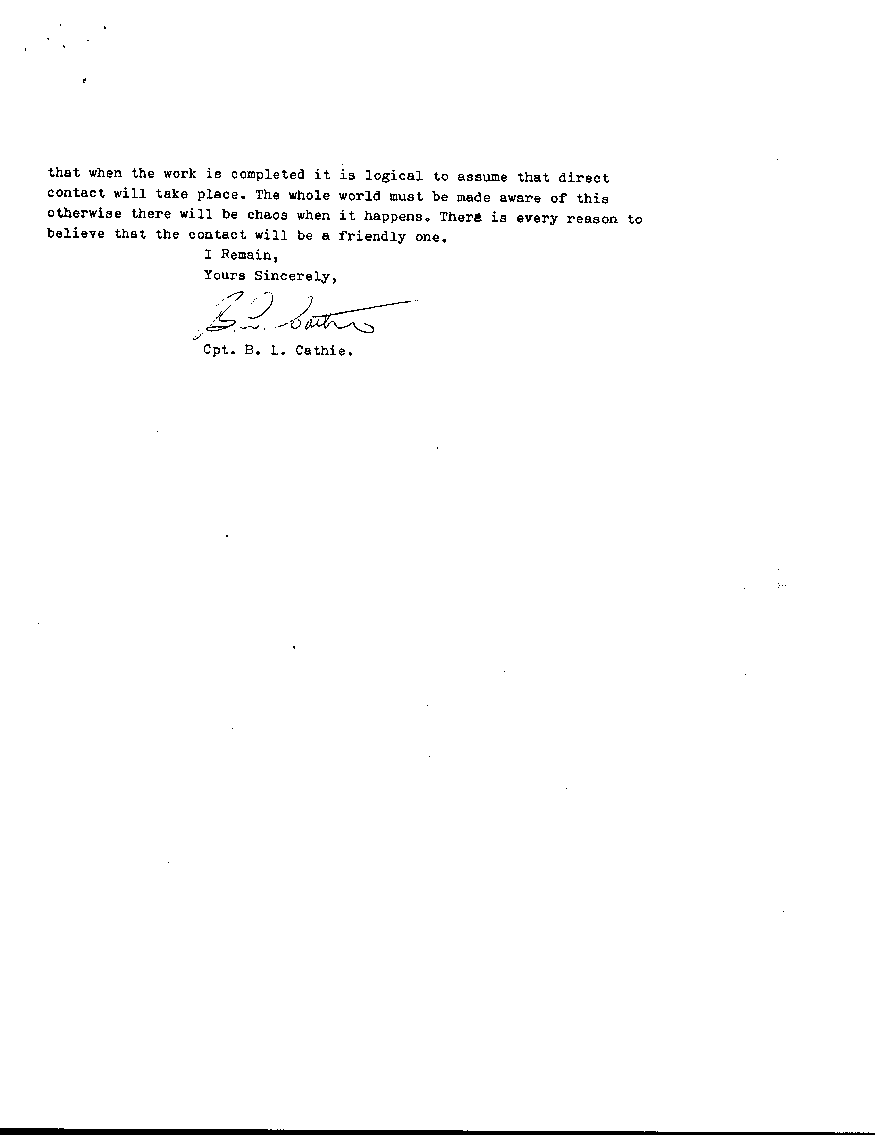 that when the work is completed it is logical to assume that direct
contact will take place. The whole world must be made aware of this
otherwise there will be chaos when it happens. There is every reason to
believe that the contact will be a friendly one.
I Remain,
Yours Sincerely,
B. L. Cathie
Cpt. B. L. Cathie.